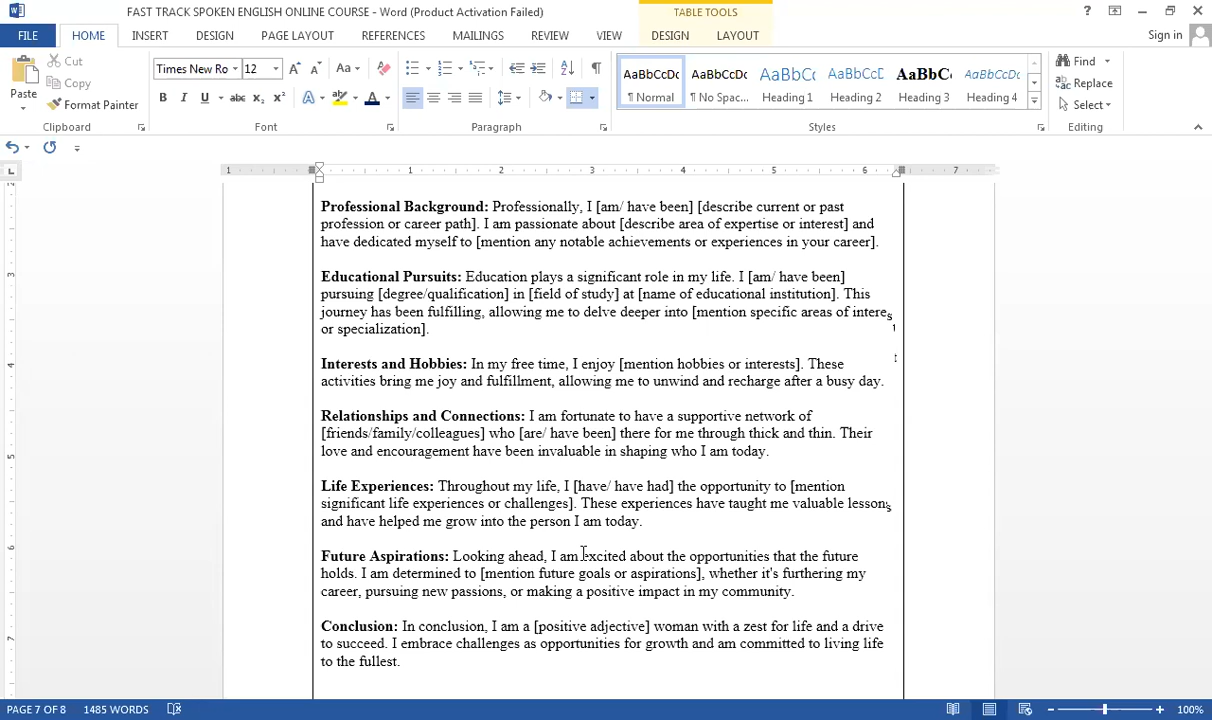 FAST TRACK SPOKEN ENGLISH ONLINE COURSE - Word (Product Activation Failed)
TABLE TOOLS
FILE HOME INSERT DESIGN PAGE LAYOUT REFERENCES MAILINGS REVIEW VIEW DESIGN LAYOUT Sign in
Paste
Cut
Copy
Format Painter
Clipboard
Times New Ro 12
Font
Paragraph
AaBbCcDc AaBbCcDc AaBbCc AaBbCcD AaBbC AaBbCcDc
¶ Normal ¶ No Spac... Heading 1 Heading 2 Heading 3 Heading 4
Styles
Find
Replace
Select
Editing
1 1 2 3 4 5 6 7
Professional Background: Professionally, I [am/ have been] [describe current or past
profession or career path]. I am passionate about [describe area of expertise or interest] and
have dedicated myself to [mention any notable achievements or experiences in your career].
Educational Pursuits: Education plays a significant role in my life. I [am/ have been]
pursuing [degree/qualification] in [field of study] at [name of educational institution]. This
journey has been fulfilling, allowing me to delve deeper into [mention specific areas of interest
or specialization].
Interests and Hobbies: In my free time, I enjoy [mention hobbies or interests]. These
activities bring me joy and fulfillment, allowing me to unwind and recharge after a busy day.
Relationships and Connections: I am fortunate to have a supportive network of
[friends/family/colleagues] who [are/ have been] there for me through thick and thin. Their
love and encouragement have been invaluable in shaping who I am today.
Life Experiences: Throughout my life, I [have/ have had] the opportunity to [mention
significant life experiences or challenges]. These experiences have taught me valuable lessons
and have helped me grow into the person I am today.
Future Aspirations: Looking ahead, I am excited about the opportunities that the future
holds. I am determined to [mention future goals or aspirations], whether it's furthering my
career, pursuing new passions, or making a positive impact in my community.
Conclusion: In conclusion, I am a [positive adjective] woman with a zest for life and a drive
to succeed. I embrace challenges as opportunities for growth and am committed to living life
to the fullest.
PAGE 7 OF 8 1485 WORDS 100%